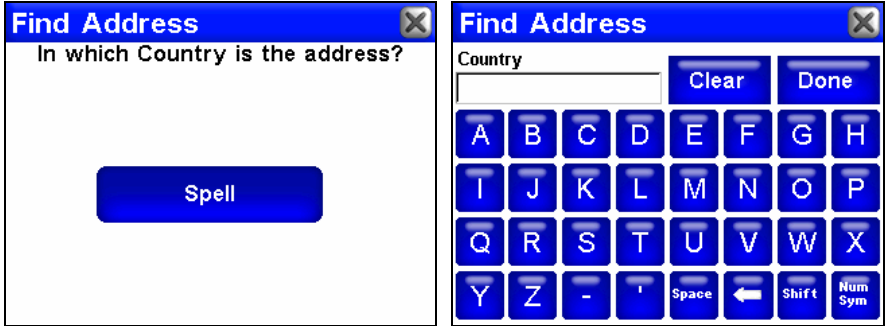 Find Address
In which Country is the address?
Spell
Find Address
Country
Clear Done
A B C D E F G H
I J K L M N O P
Q R S T U V W X
Y Z - ' Space Shift Num Sym